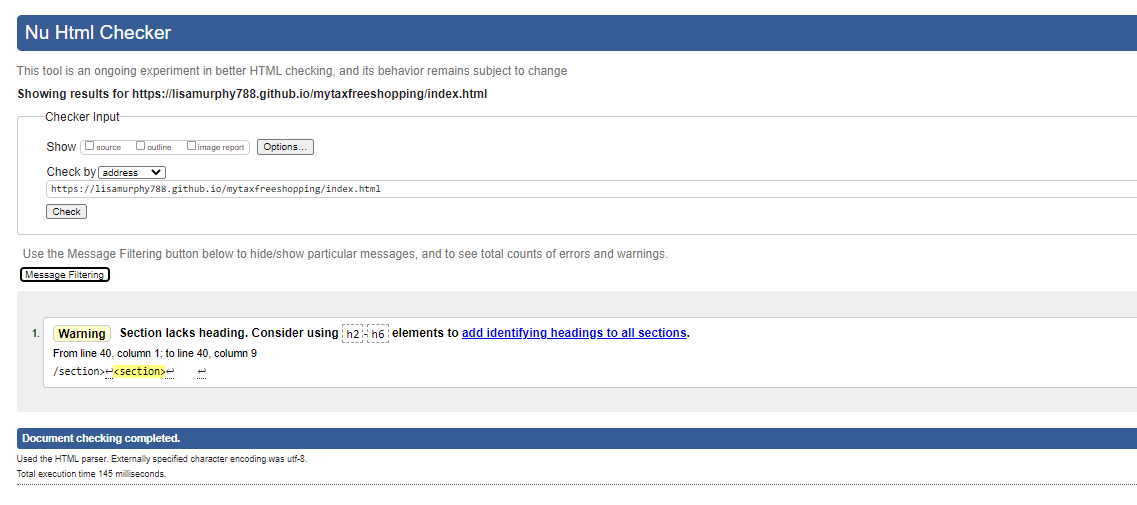 Nu Html Checker
This tool is an ongoing experiment in better HTML checking, and its behavior remains subject to change
Showing results for https://lisamurphy788.github.io/mytaxfreeshopping/index.html
Checker Input
Show source outline image report Options...
Check by address
https://lisamurphy788.github.io/mytaxfreeshopping/index.html
Check
Use the Message Filtering button below to hide/show particular messages, and to see total counts of errors and warnings.
Message Filtering
1. Warning Section lacks heading. Consider using h2-h6 elements to add identifying headings to all sections.
From line 40, column 1; to line 40, column 9
/section>↩<section>↩ ↩
Document checking completed.
Used the HTML parser. Externally specified character encoding was utf-8.
Total execution time 145 milliseconds.